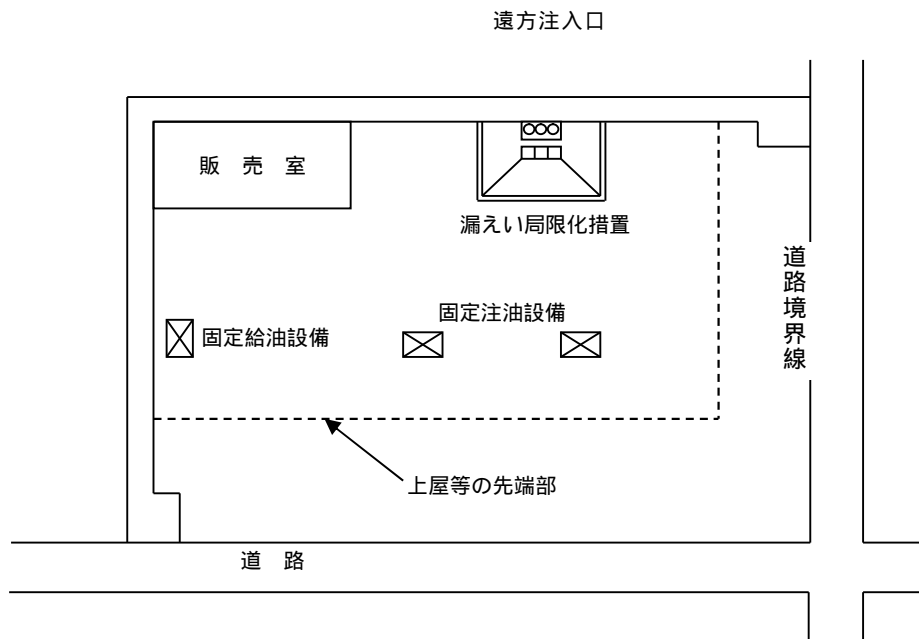 遠方注入口
販売室
漏えい局限化措置
道路境界線
固定注油設備
固定給油設備
上屋等の先端部
道路